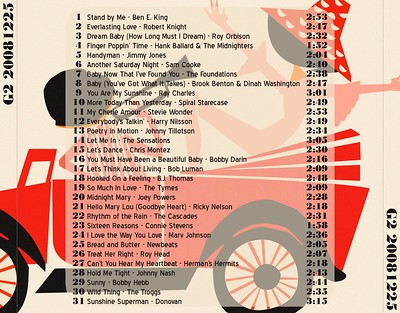 1 Stand by Me - Ben E. King 2:53
2 Everlasting Love - Robert Knight 2:47
3 Dream Baby (How Long Must I Dream) - Roy Orbison 2:32
4 Finger Poppin' Time - Hank Ballard & The Midnighters 1:52
5 Handyman - Jimmy Jones 2:04
6 Another Saturday Night - Sam Cooke 2:10
7 Baby Now That I've Found You - The Foundations 2:38
8 Baby (You've Got What It Takes) - Brook Benton & Dinah Washington 2:47
9 You Are My Sunshine - Ray Charles 3:01
10 More Today Than Yesterday - Spiral Starecase 2:49
11 My Cherie Amour - Stevie Wonder 2:53
12 Everybody's Talkin' - Harry Nilsson 2:49
13 Poetry in Motion - Johnny Tillotson 2:34
14 Let Me In - The Sensations 3:05
15 Let's Dance - Chris Montez 2:30
16 You Must Have Been a Beautiful Baby - Bobby Darin 2:16
17 Let's Think About Living - Bob Luman 2:09
18 Hooked On a Feeling - B.J. Thomas 2:48
19 So Much In Love - The Tymes 2:09
20 Midnight Mary - Joey Powers 2:28
21 Hello Mary Lou (Goodbye Heart) - Ricky Nelson 2:18
22 Rhythm of the Rain - The Cascades 2:31
23 Sixteen Reasons - Connie Stevens 1:58
24 I Love the Way You Love - Marv Johnson 2:36
25 Bread and Butter - Newbeats 2:05
26 Treat Her Right - Roy Head 2:07
27 Can't You Hear My Heartbeat - Herman's Hermits 2:18
28 Hold Me Tight - Johnny Nash 2:43
29 Sunny - Bobby Hebb 2:44
30 Wild Thing - The Troggs 2:35
31 Sunshine Superman - Donovan 3:15
G2 20081225
G2 20081225